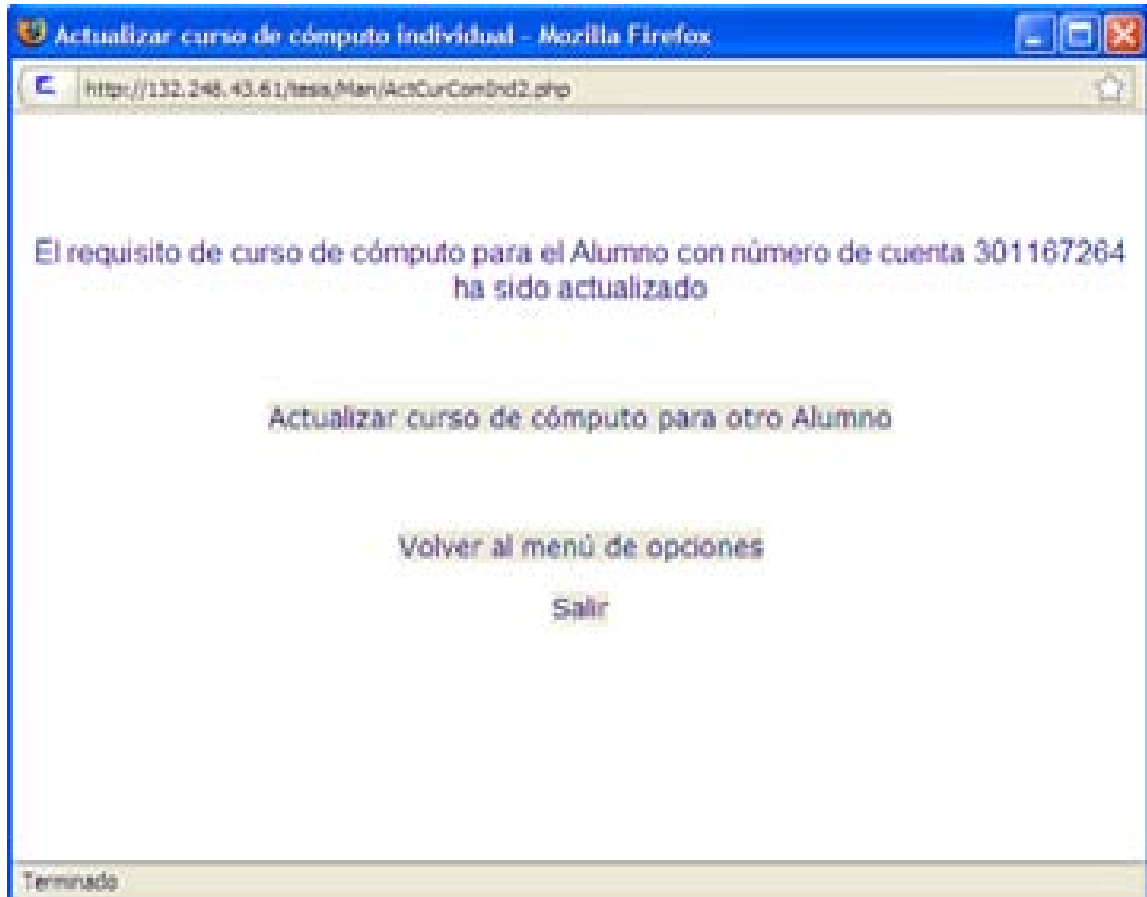 Actualizar curso de cómputo individual - Mozilla Firefox
http://132.248.43.61/tesis/Man/ActCurComInd2.php
El requisito de curso de cómputo para el Alumno con número de cuenta 301167264
ha sido actualizado
Actualizar curso de cómputo para otro Alumno
Volver al menú de opciones
Salir
Terminado